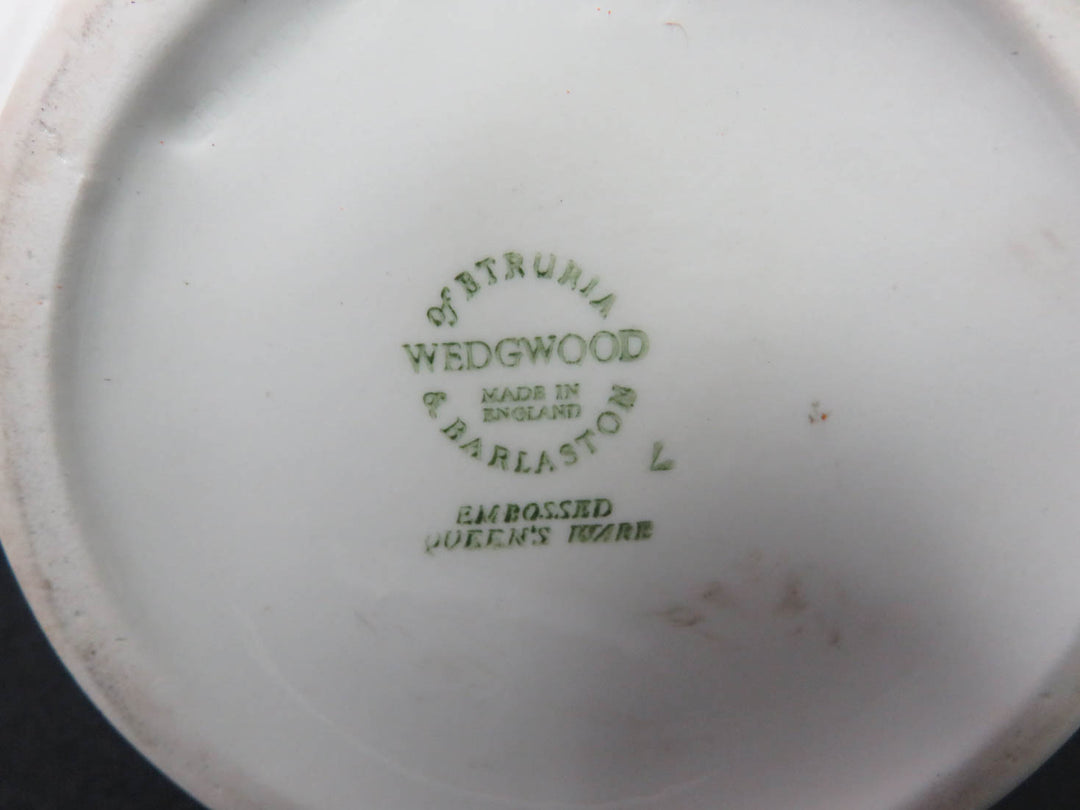 of ETRURIA
WEDGWOOD
MADE IN
ENGLAND
& BARLASTON
L
EMBOSSED
QUEEN'S WARE